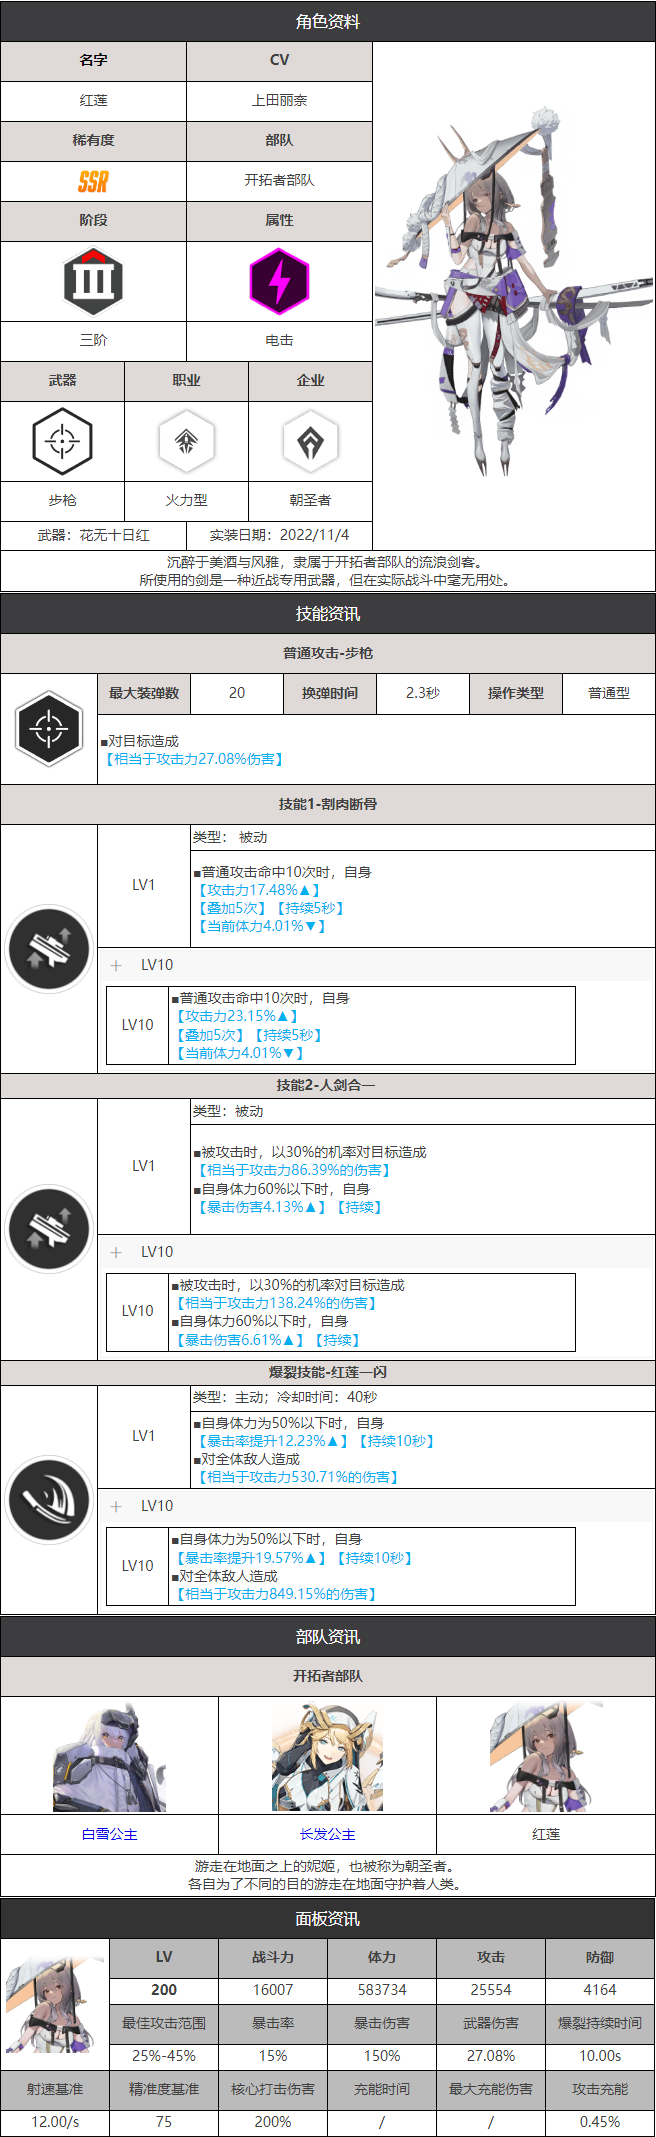 角色资料
名字
CV
红莲
上田丽奈
稀有度
部队
SSR
开拓者部队
阶段
属性
III
三阶
电击
武器
职业
企业
步枪
火力型
朝圣者
武器：花无十日红
实装日期：2022/11/4
沉醉于美酒与风雅，隶属于开拓者部队的流浪剑客。
所使用的剑是一种近战专用武器，但在实际战斗中毫无用处。
技能资讯
普通攻击-步枪
最大装弹数
20
换弹时间
2.3秒
操作类型
普通型
■对目标造成
【相当于攻击力27.08%伤害】
技能1-割肉断骨
LV1
类型： 被动
■普通攻击命中10次时，自身
【攻击力17.48%▲】
【叠加5次】【持续5秒】
【当前体力4.01%▼】
＋ LV10
LV10
■普通攻击命中10次时，自身
【攻击力23.15%▲】
【叠加5次】【持续5秒】
【当前体力4.01%▼】
技能2-人剑合一
LV1
类型：被动
■被攻击时，以30%的机率对目标造成
【相当于攻击力86.39%的伤害】
■自身体力60%以下时，自身
【暴击伤害4.13%▲】【持续】
＋ LV10
LV10
■被攻击时，以30%的机率对目标造成
【相当于攻击力138.24%的伤害】
■自身体力60%以下时，自身
【暴击伤害6.61%▲】【持续】
爆裂技能-红莲一闪
LV1
类型：主动；冷却时间：40秒
■自身体力为50%以下时，自身
【暴击率提升12.23%▲】【持续10秒】
■对全体敌人造成
【相当于攻击力530.71%的伤害】
＋ LV10
LV10
■自身体力为50%以下时，自身
【暴击率提升19.57%▲】【持续10秒】
■对全体敌人造成
【相当于攻击力849.15%的伤害】
部队资讯
开拓者部队
白雪公主
长发公主
红莲
游走在地面之上的妮姬，也被称为朝圣者。
各自为了不同的目的游走在地面守护着人类。
面板资讯
LV
战斗力
体力
攻击
防御
200
16007
583734
25554
4164
最佳攻击范围
暴击率
暴击伤害
武器伤害
爆裂持续时间
25%-45%
15%
150%
27.08%
10.00s
射速基准
精准度基准
核心打击伤害
充能时间
最大充能伤害
攻击充能
12.00/s
75
200%
/
/
0.45%